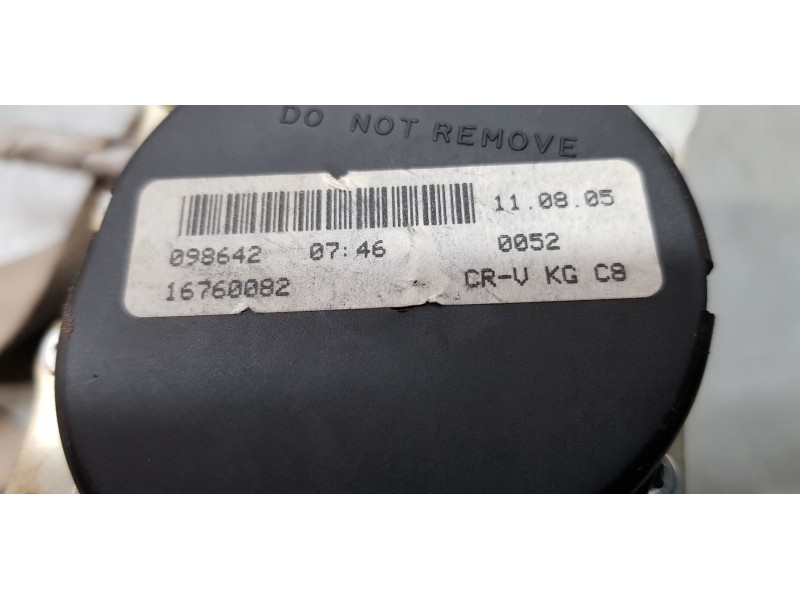 DO NOT REMOVE
11.08.05
098642 07:46 0052
16760082 CR-V KG C8